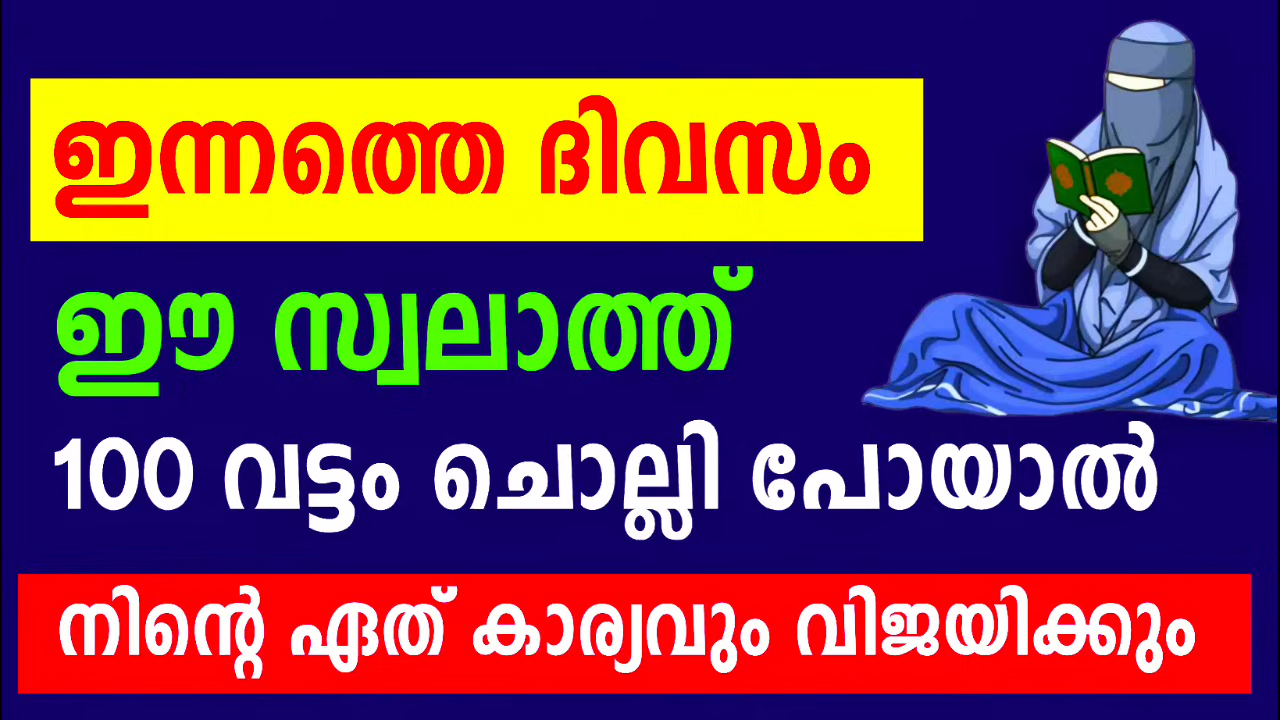 ഇന്നത്തെ ദിവസം
ഈ സ്വലാത്ത്
100 വട്ടം ചൊല്ലി പോയാൽ
നിന്റെ ഏത് കാര്യവും വിജയിക്കും